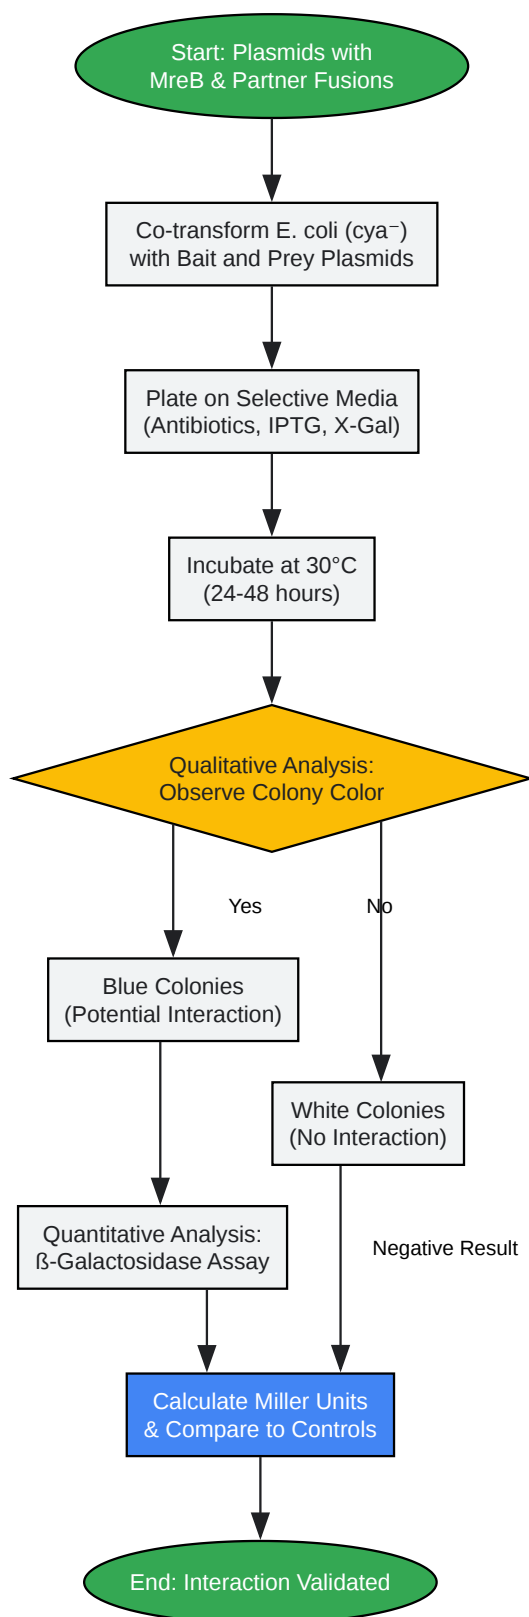 Start: Plasmids with
MreB & Partner Fusions
Co-transform E. coli (cya⁻)
with Bait and Prey Plasmids
Plate on Selective Media
(Antibiotics, IPTG, X-Gal)
Incubate at 30°C
(24-48 hours)
Qualitative Analysis:
Observe Colony Color
Yes
No
Blue Colonies
(Potential Interaction)
White Colonies
(No Interaction)
Quantitative Analysis:
ß-Galactosidase Assay
Negative Result
Calculate Miller Units
& Compare to Controls
End: Interaction Validated